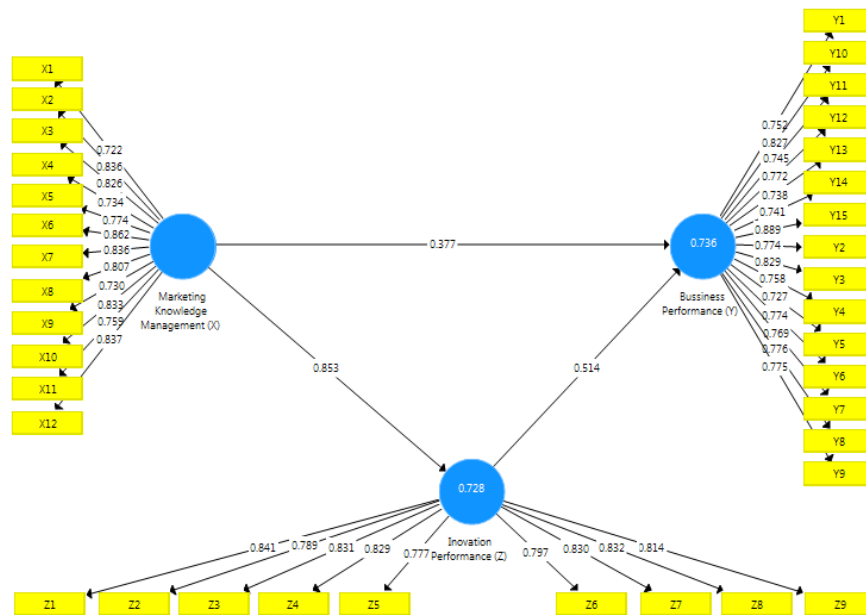 Y1
Y10
Y11
Y12
Y13
Y14
Y15
Y2
Y3
Y4
Y5
Y6
Y7
Y8
Y9
X1
X2
X3
X4
X5
X6
X7
X8
X9
X10
X11
X12
0.722
0.836
0.826
0.734
0.774
0.862
0.836
0.807
0.730
0.833
0.759
0.837
Marketing
Knowledge
Management (X)
0.377
0.853
0.514
0.736
Bussiness
Performance (Y)
0.752
0.827
0.745
0.772
0.738
0.741
0.889
0.774
0.829
0.758
0.727
0.774
0.769
0.776
0.775
0.728
Inovation
Performance (Z)
0.841
0.789
0.831
0.829
0.777
0.797
0.830
0.832
0.814
Z1
Z2
Z3
Z4
Z5
Z6
Z7
Z8
Z9